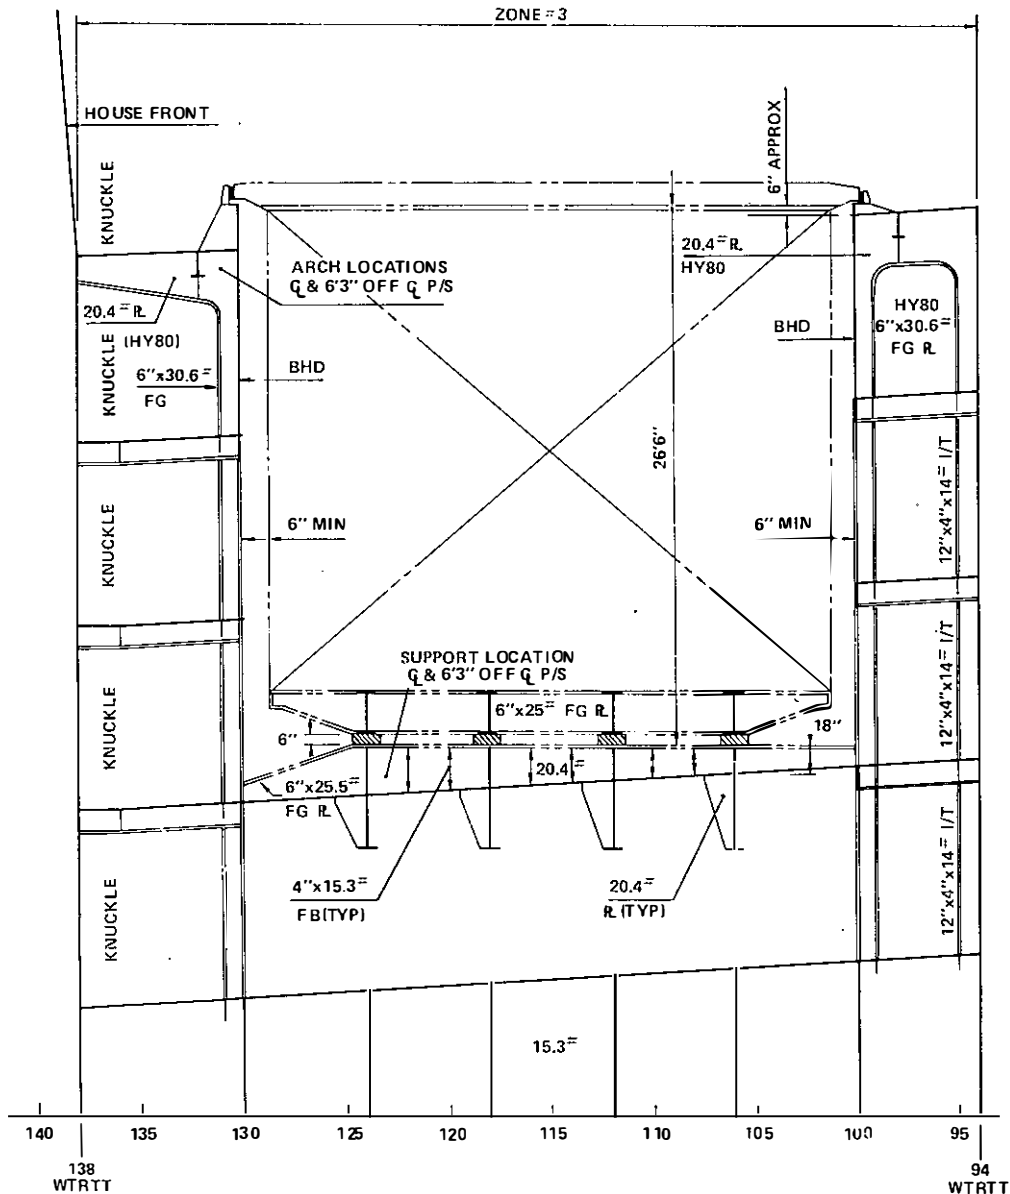 ZONE = 3
HOUSE FRONT
KNUCKLE
6" APPROX
20.4 = PL
HY80
ARCH LOCATIONS
CL & 6'3" OFF CL P/S
20.4 = PL
(HY80)
HY80
6"x30.6=
FG PL
BHD
KNUCKLE
6"x30.6=
FG
BHD
26'6"
12"x4"x14= I/T
6" MIN
6" MIN
KNUCKLE
SUPPORT LOCATION
CL & 6'3" OFF CL P/S
12"x4"x14= I/T
KNUCKLE
6"x25= FG PL
18"
6"
20.4=
6"x25.5=
FG PL
4"x15.3=
FB(TYP)
20.4=
PL (TYP)
KNUCKLE
12"x4"x14= I/T
15.3=
140 135 130 125 120 115 110 105 100 95
138
WTRTT
94
WTRTT